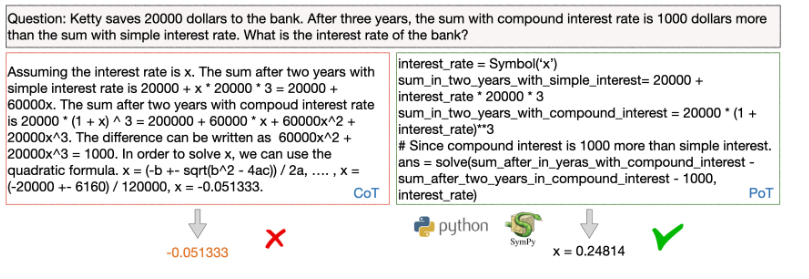 Question: Ketty saves 20000 dollars to the bank. After three years, the sum with compound interest rate is 1000 dollars more
than the sum with simple interest rate. What is the interest rate of the bank?
Assuming the interest rate is x. The sum after two years with
simple interest rate is 20000 + x * 20000 * 3 = 20000 +
60000x. The sum after two years with compoud interest rate
is 20000 * (1 + x) ^ 3 = 200000 + 60000 * x + 60000x^2 +
20000x^3. The difference can be written as 60000x^2 +
20000x^3 = 1000. In order to solve x, we can use the
quadratic formula. x = (-b +- sqrt(b^2 - 4ac)) / 2a, .... , x =
(-20000 +- 6160) / 120000, x = -0.051333.
CoT
interest_rate = Symbol('x')
sum_in_two_years_with_simple_interest= 20000 +
interest_rate * 20000 * 3
sum_in_two_years_with_compound_interest = 20000 * (1 +
interest_rate)**3
# Since compound interest is 1000 more than simple interest.
ans = solve(sum_after_in_yeras_with_compound_interest -
sum_after_two_years_in_compound_interest - 1000,
interest_rate)
PoT
-0.051333
python
SymPy
x = 0.24814